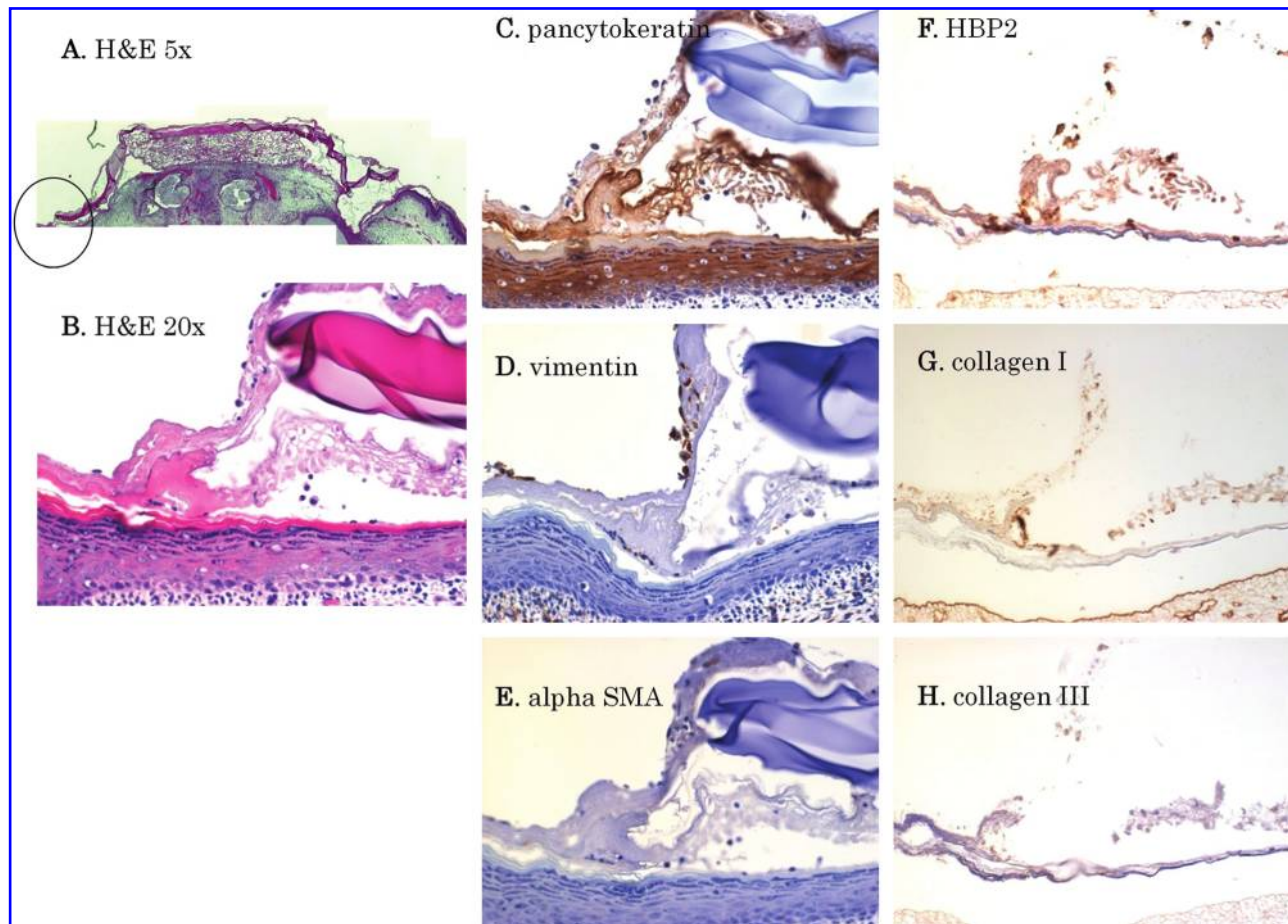 A. H&E 5x
B. H&E 20x
C. pancytokeratin
D. vimentin
E. alpha SMA
F. HBP2
G. collagen I
H. collagen III